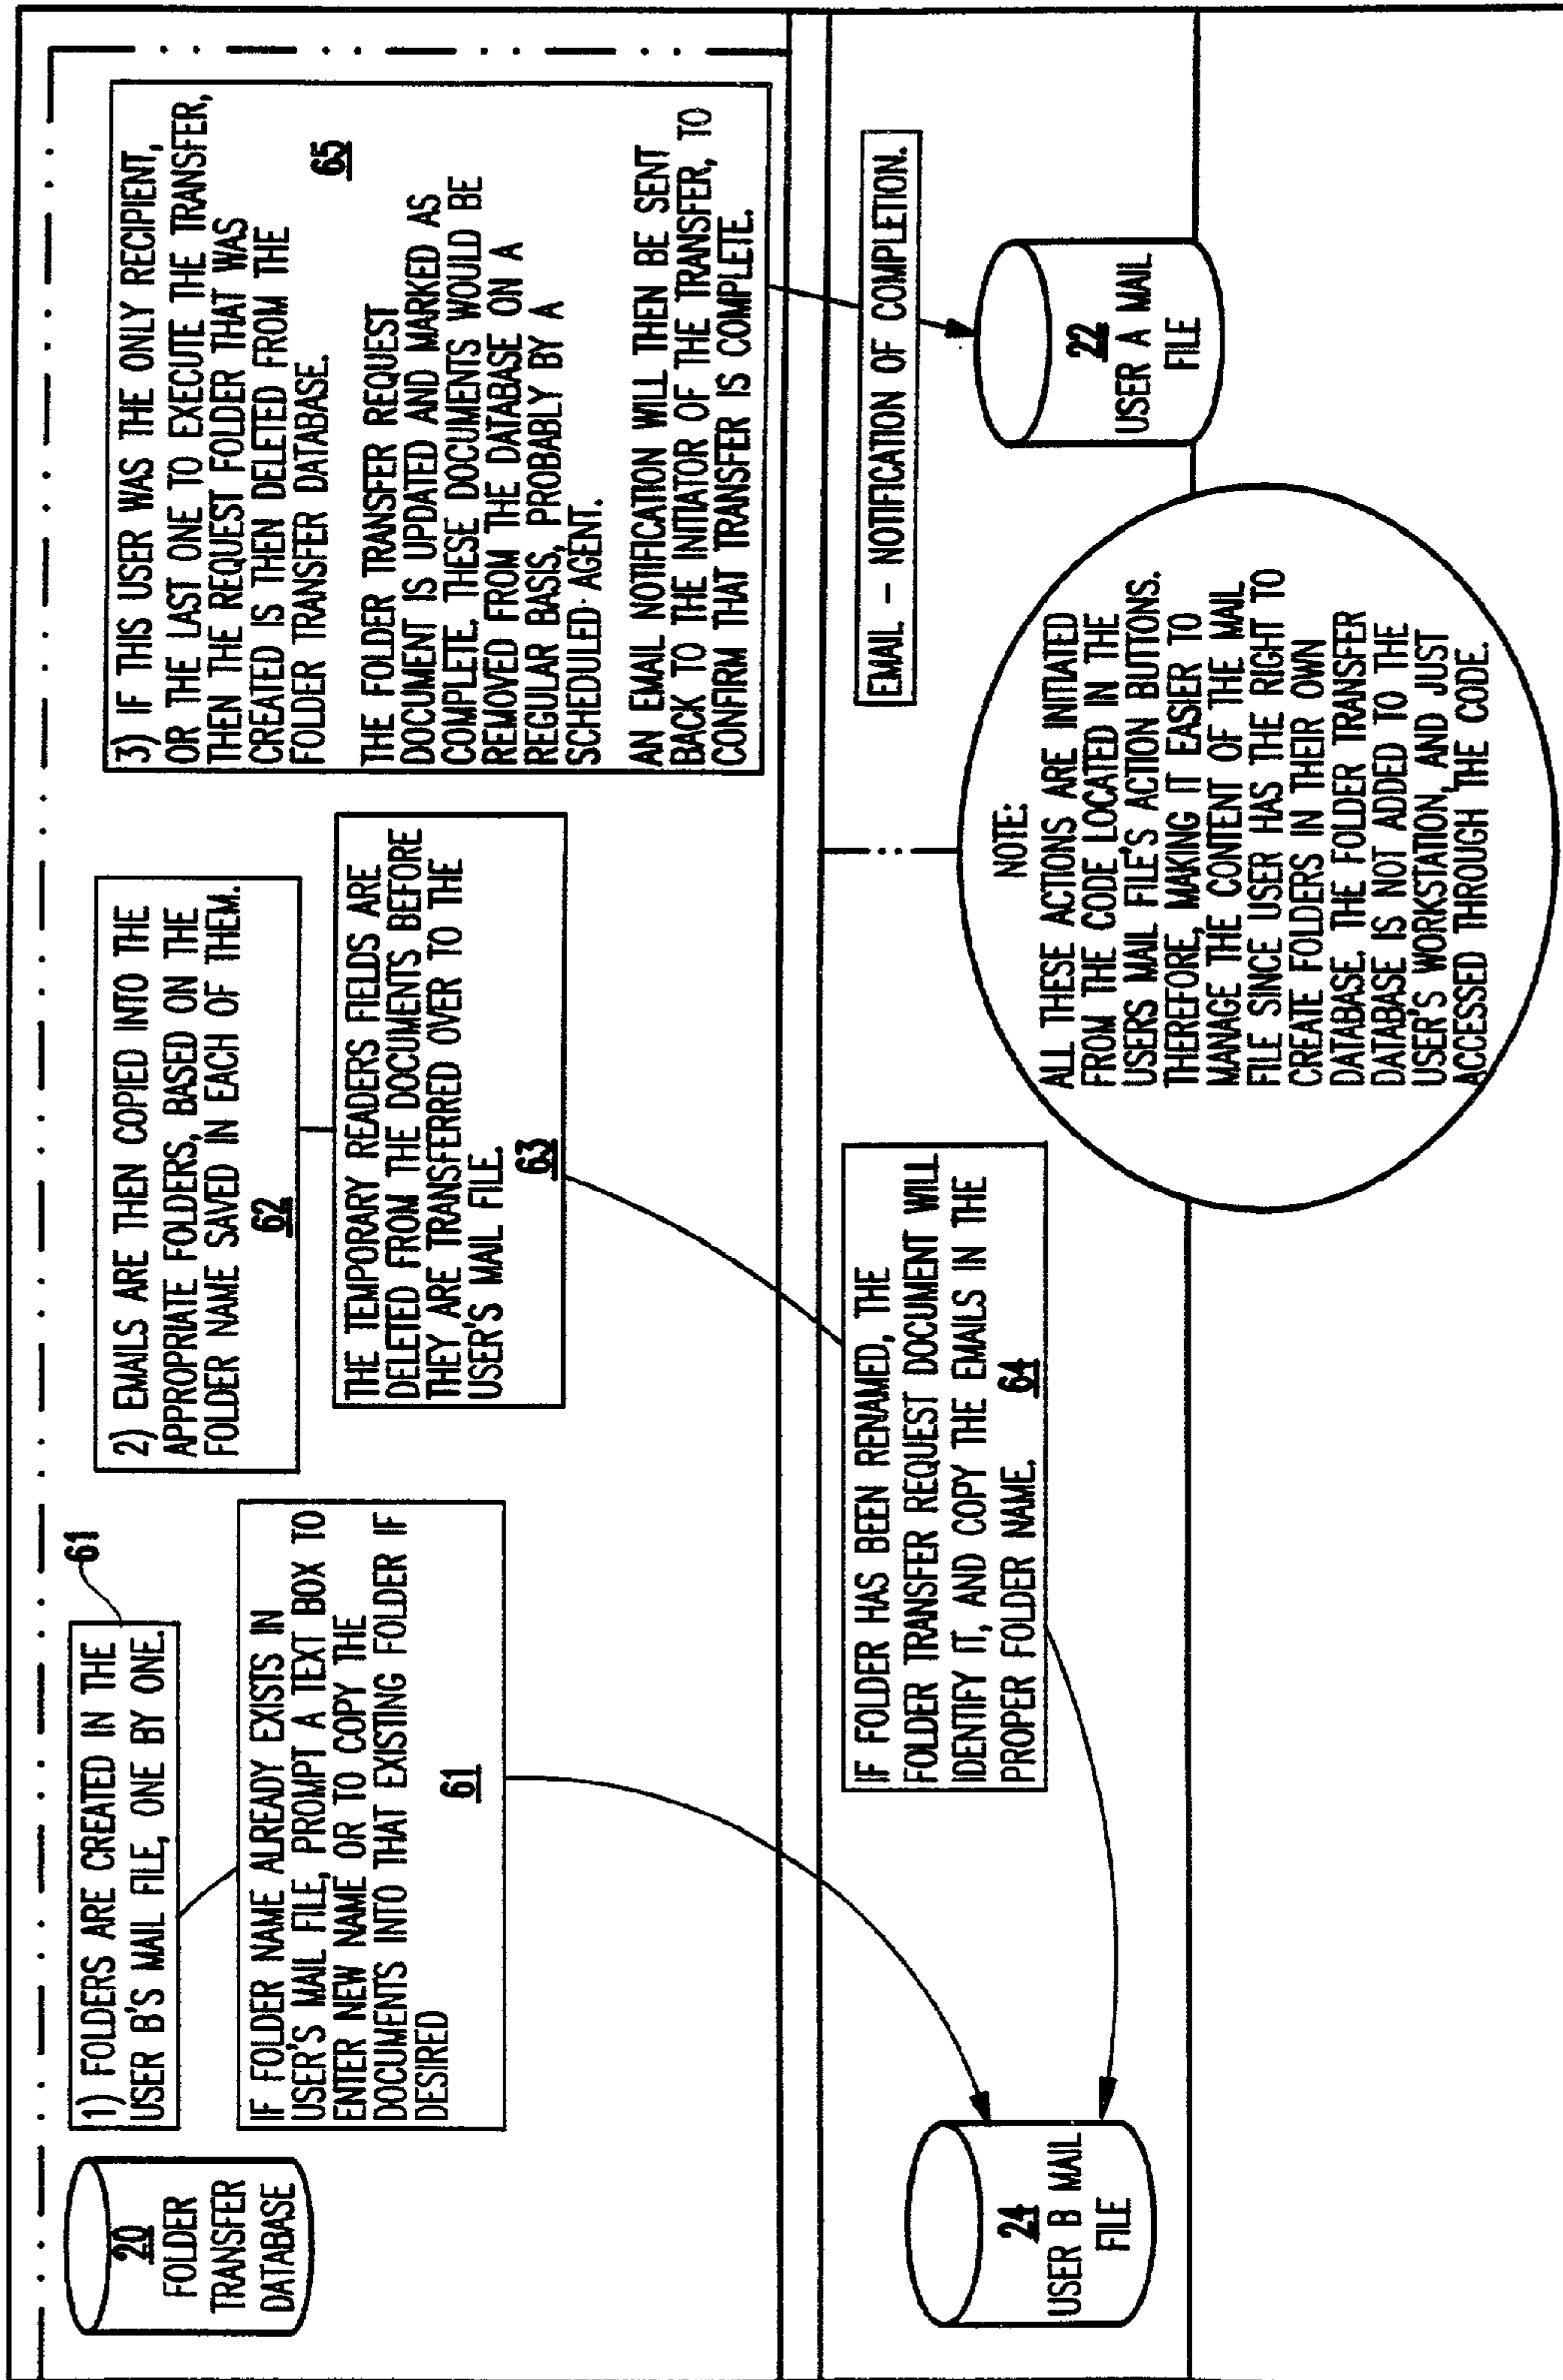 20
FOLDER
TRANSFER
DATABASE
1) FOLDERS ARE CREATED IN THE
USER B'S MAIL FILE, ONE BY ONE.
61
IF FOLDER NAME ALREADY EXISTS IN
USER'S MAIL FILE, PROMPT A TEXT BOX TO
ENTER NEW NAME OR TO COPY THE
DOCUMENTS INTO THAT EXISTING FOLDER IF
DESIRED
61
2) EMAILS ARE THEN COPIED INTO THE
APPROPRIATE FOLDERS, BASED ON THE
FOLDER NAME SAVED IN EACH OF THEM.
62
THE TEMPORARY READERS FIELDS ARE
DELETED FROM THE DOCUMENTS BEFORE
THEY ARE TRANSFERRED OVER TO THE
USER'S MAIL FILE.
63
3) IF THIS USER WAS THE ONLY RECIPIENT,
OR THE LAST ONE TO EXECUTE THE TRANSFER,
THEN THE REQUEST FOLDER THAT WAS
CREATED IS THEN DELETED FROM THE
FOLDER TRANSFER DATABASE.
65
THE FOLDER TRANSFER REQUEST
DOCUMENT IS UPDATED AND MARKED AS
COMPLETE. THESE DOCUMENTS WOULD BE
REMOVED FROM THE DATABASE ON A
REGULAR BASIS, PROBABLY BY A
SCHEDULED AGENT.
AN EMAIL NOTIFICATION WILL THEN BE SENT
BACK TO THE INITIATOR OF THE TRANSFER, TO
CONFIRM THAT TRANSFER IS COMPLETE.
24
USER B MAIL
FILE
IF FOLDER HAS BEEN RENAMED, THE
FOLDER TRANSFER REQUEST DOCUMENT WILL
IDENTIFY IT, AND COPY THE EMAILS IN THE
PROPER FOLDER NAME.
64
NOTE:
ALL THESE ACTIONS ARE INITIATED
FROM THE CODE LOCATED IN THE
USERS MAIL FILE'S ACTION BUTTONS.
THEREFORE, MAKING IT EASIER TO
MANAGE THE CONTENT OF THE MAIL
FILE SINCE USER HAS THE RIGHT TO
CREATE FOLDERS IN THEIR OWN
DATABASE. THE FOLDER TRANSFER
DATABASE IS NOT ADDED TO THE
USER'S WORKSTATION, AND JUST
ACCESSED THROUGH THE CODE.
EMAIL - NOTIFICATION OF COMPLETION.
22
USER A MAIL
FILE